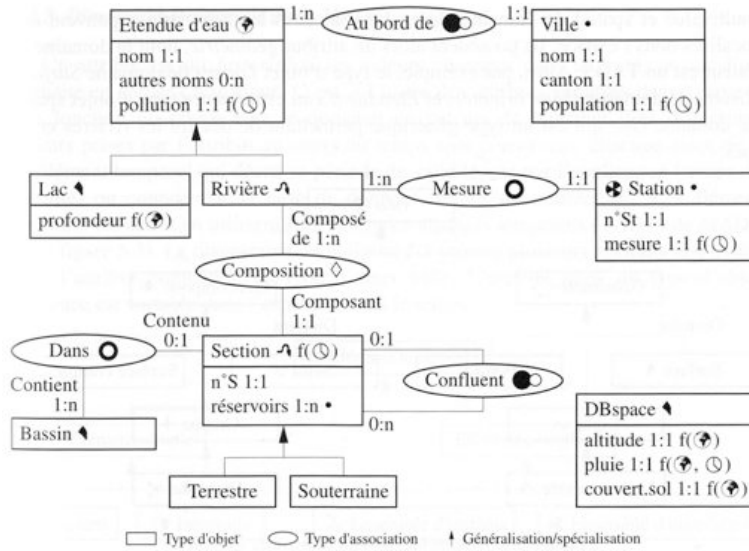 Etendue d'eau
1:n
Au bord de
1:1
Ville •
nom 1:1
autres noms 0:n
pollution 1:1 f( )
nom 1:1
canton 1:1
population 1:1 f( )
Lac
profondeur f( )
Rivière
1:n
Mesure
1:1
Station •
n°St 1:1
mesure 1:1 f( )
Composé
de 1:n
Composition ◊
Composant
1:1
Dans
Contenu
0:1
Section f( )
n°S 1:1
réservoirs 1:n •
0:1
Confluent
0:n
Contient
1:n
Bassin
DBspace
altitude 1:1 f( )
pluie 1:1 f( , )
couvert.sol 1:1 f( )
Terrestre
Souterraine
Type d'objet
Type d'association
Généralisation/spécialisation